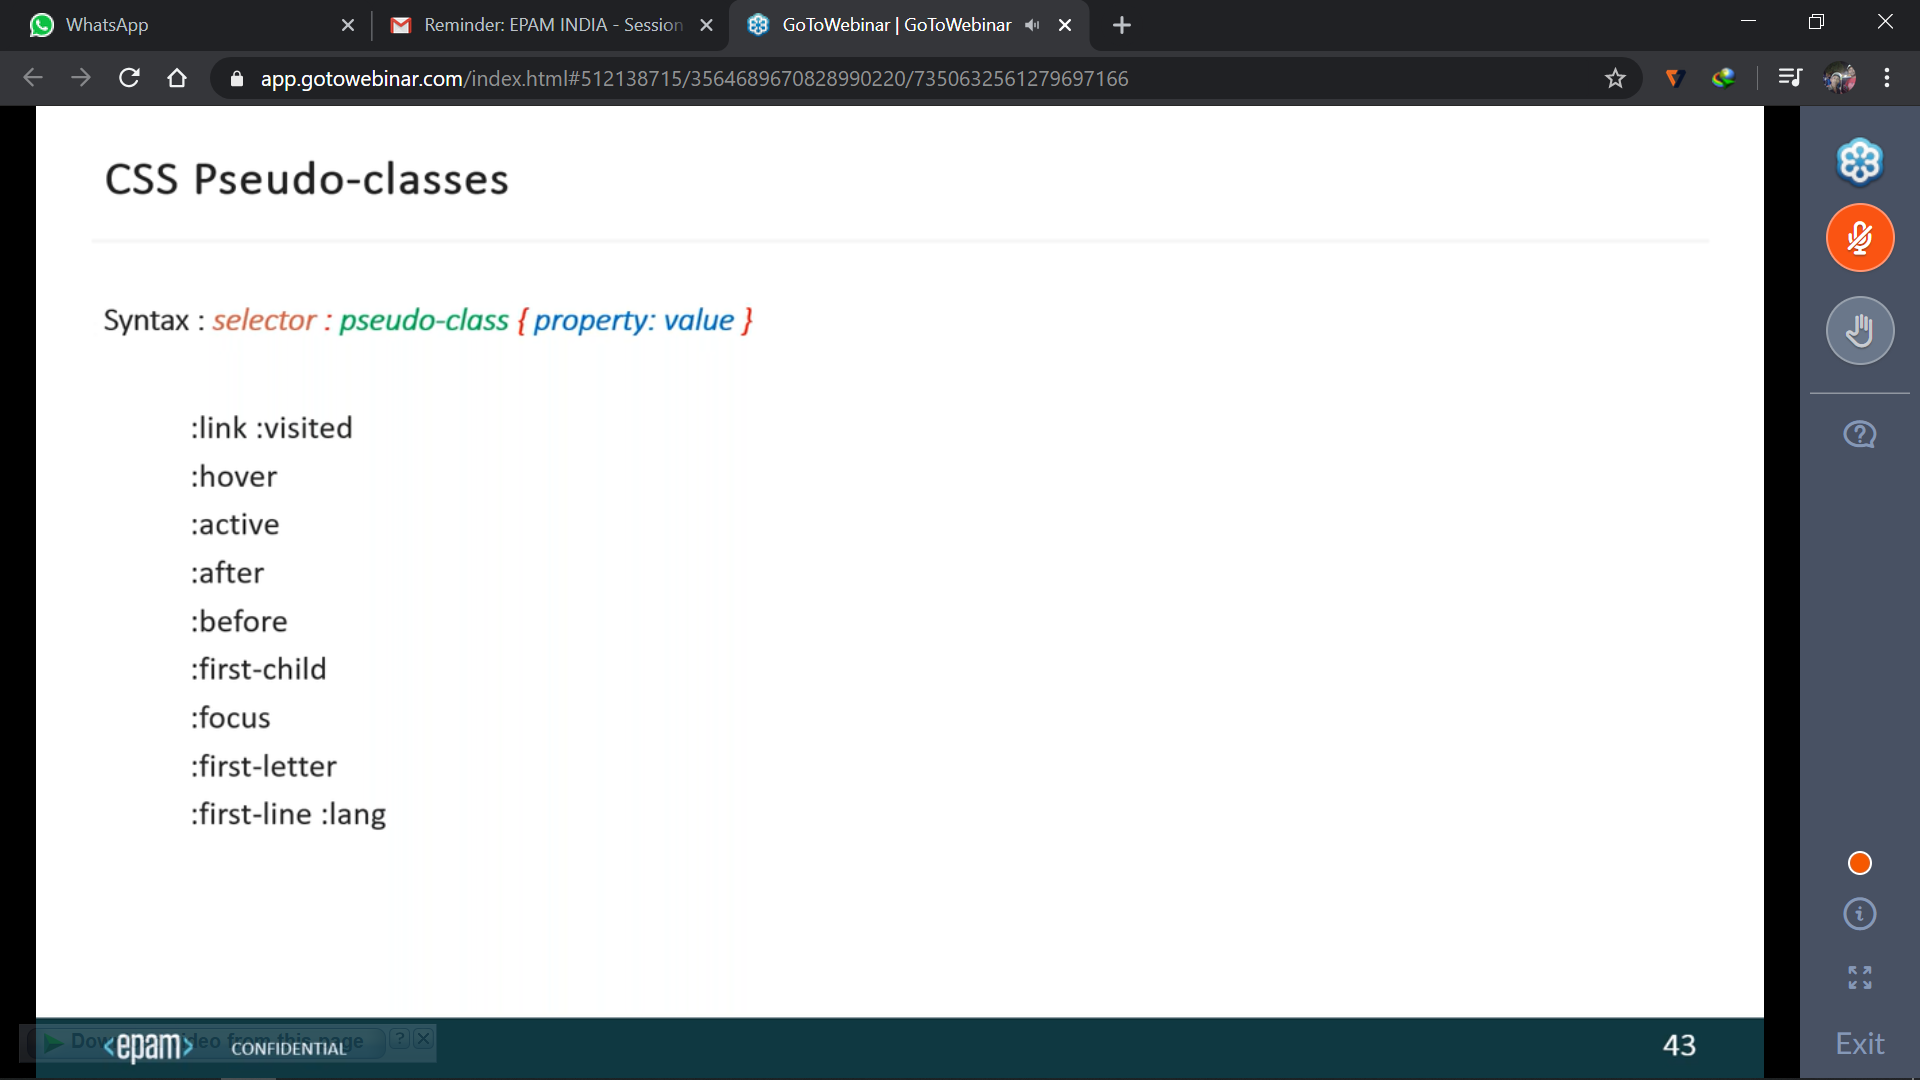 WhatsApp
Reminder: EPAM INDIA - Session
GoToWebinar | GoToWebinar
app.gotowebinar.com/index.html#512138715/3564689670828990220/7350632561279697166
CSS Pseudo-classes
Syntax : selector : pseudo-class { property: value }
:link :visited
:hover
:active
:after
:before
:first-child
:focus
:first-letter
:first-line :lang
<epam> CONFIDENTIAL
43
Exit